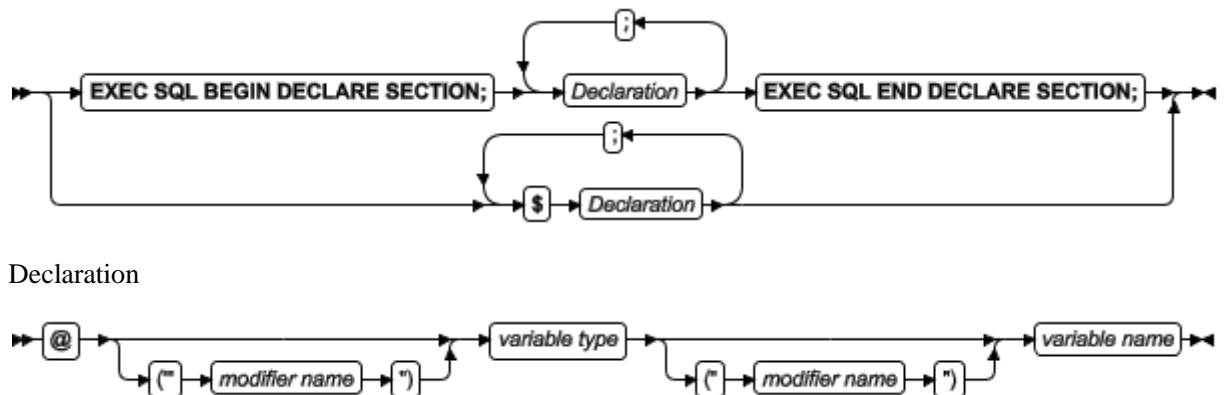 ;
EXEC SQL BEGIN DECLARE SECTION; Declaration EXEC SQL END DECLARE SECTION;
;
$ Declaration
Declaration
@ variable type variable name
(''' modifier name '') (" modifier name ")